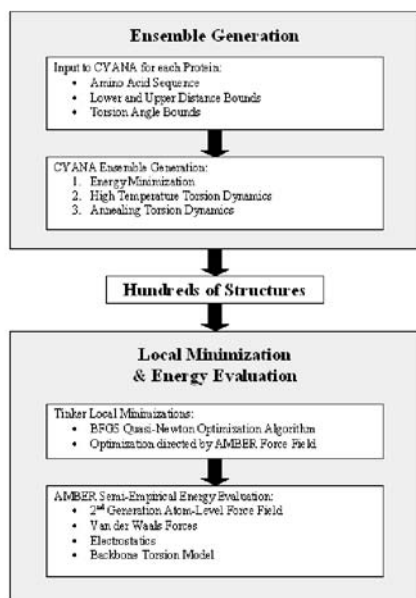 Ensemble Generation
Input to CYANA for each Protein:
• Amino Acid Sequence
• Lower and Upper Distance Bounds
• Torsion Angle Bounds
CYANA Ensemble Generation:
1. Energy Minimization
2. High Temperature Torsion Dynamics
3. Annealing Torsion Dynamics
Hundreds of Structures
Local Minimization
& Energy Evaluation
Tinker Local Minimizations:
• BFGS Quasi-Newton Optimization Algorithm
• Optimization directed by AMBER Force Field
AMBER Semi-Empirical Energy Evaluation:
• 2nd Generation Atom-Level Force Field
• Van der Waals Forces
• Electrostatics
• Backbone Torsion Model